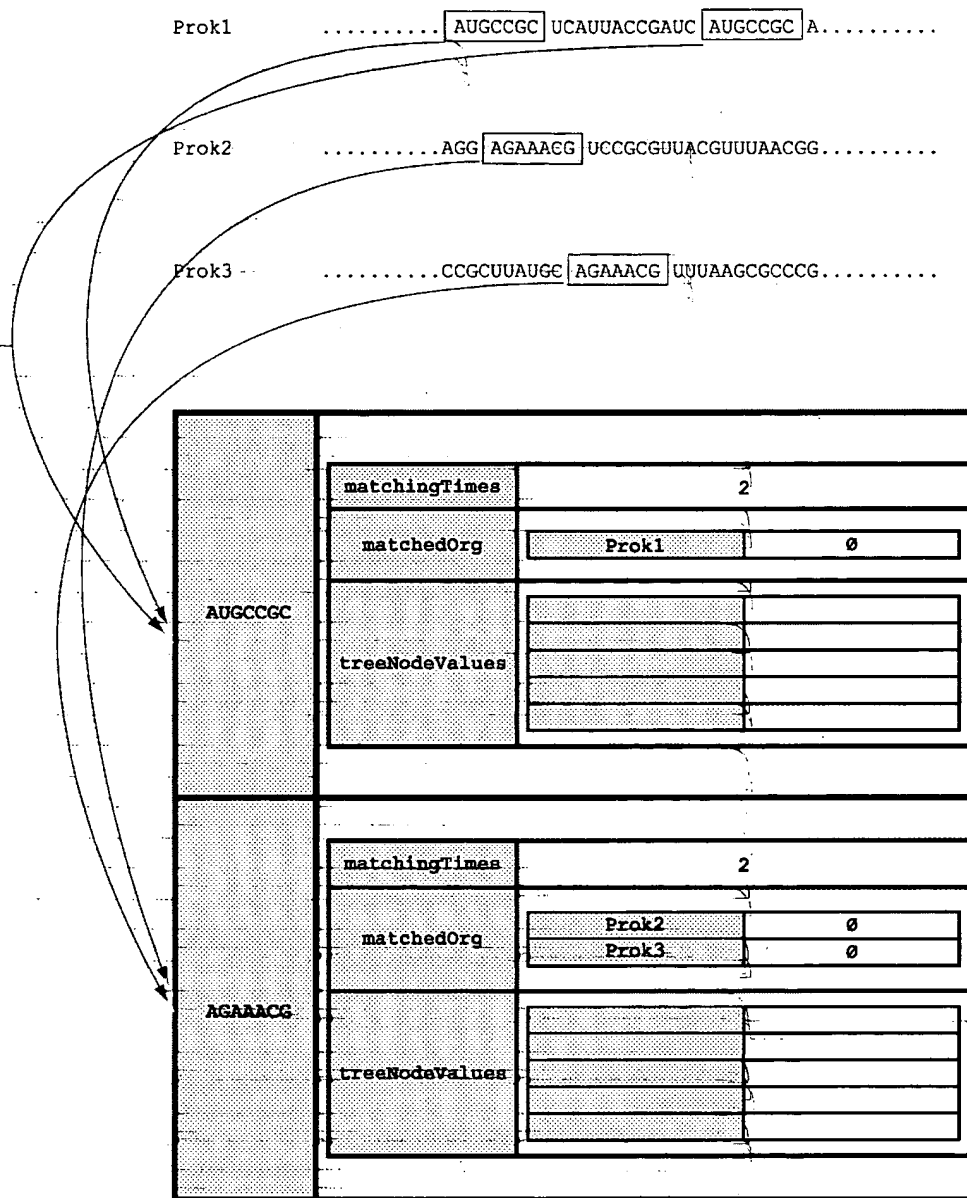 Prok1 ..........AUGCCGC UCAUUACCGAUC AUGCCGC A..........
Prok2 ..........AGG AGAAACG UCCGCGUUACGUUUAACGG..........
Prok3 ..........CCGCUUAUGC AGAAACG UUUAAGCGCCCG..........
AUGCCGC
matchingTimes 2
matchedOrg Prok1 Ø
treeNodeValues
AGAAACG
matchingTimes 2
matchedOrg Prok2 Ø
Prok3 Ø
treeNodeValues